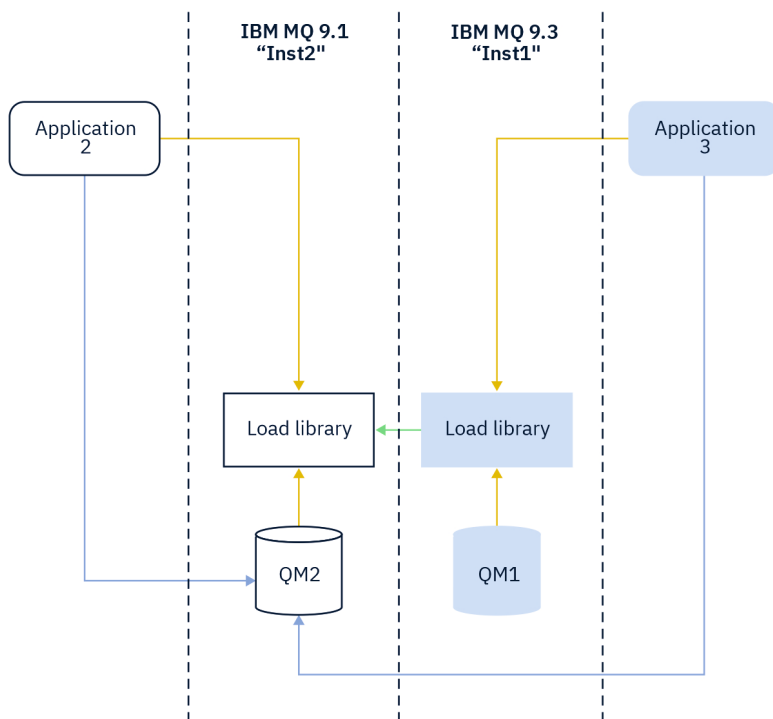 IBM MQ 9.1
“Inst2"
IBM MQ 9.3
“Inst1"
Application
2
Application
3
Load library
Load library
QM2
QM1